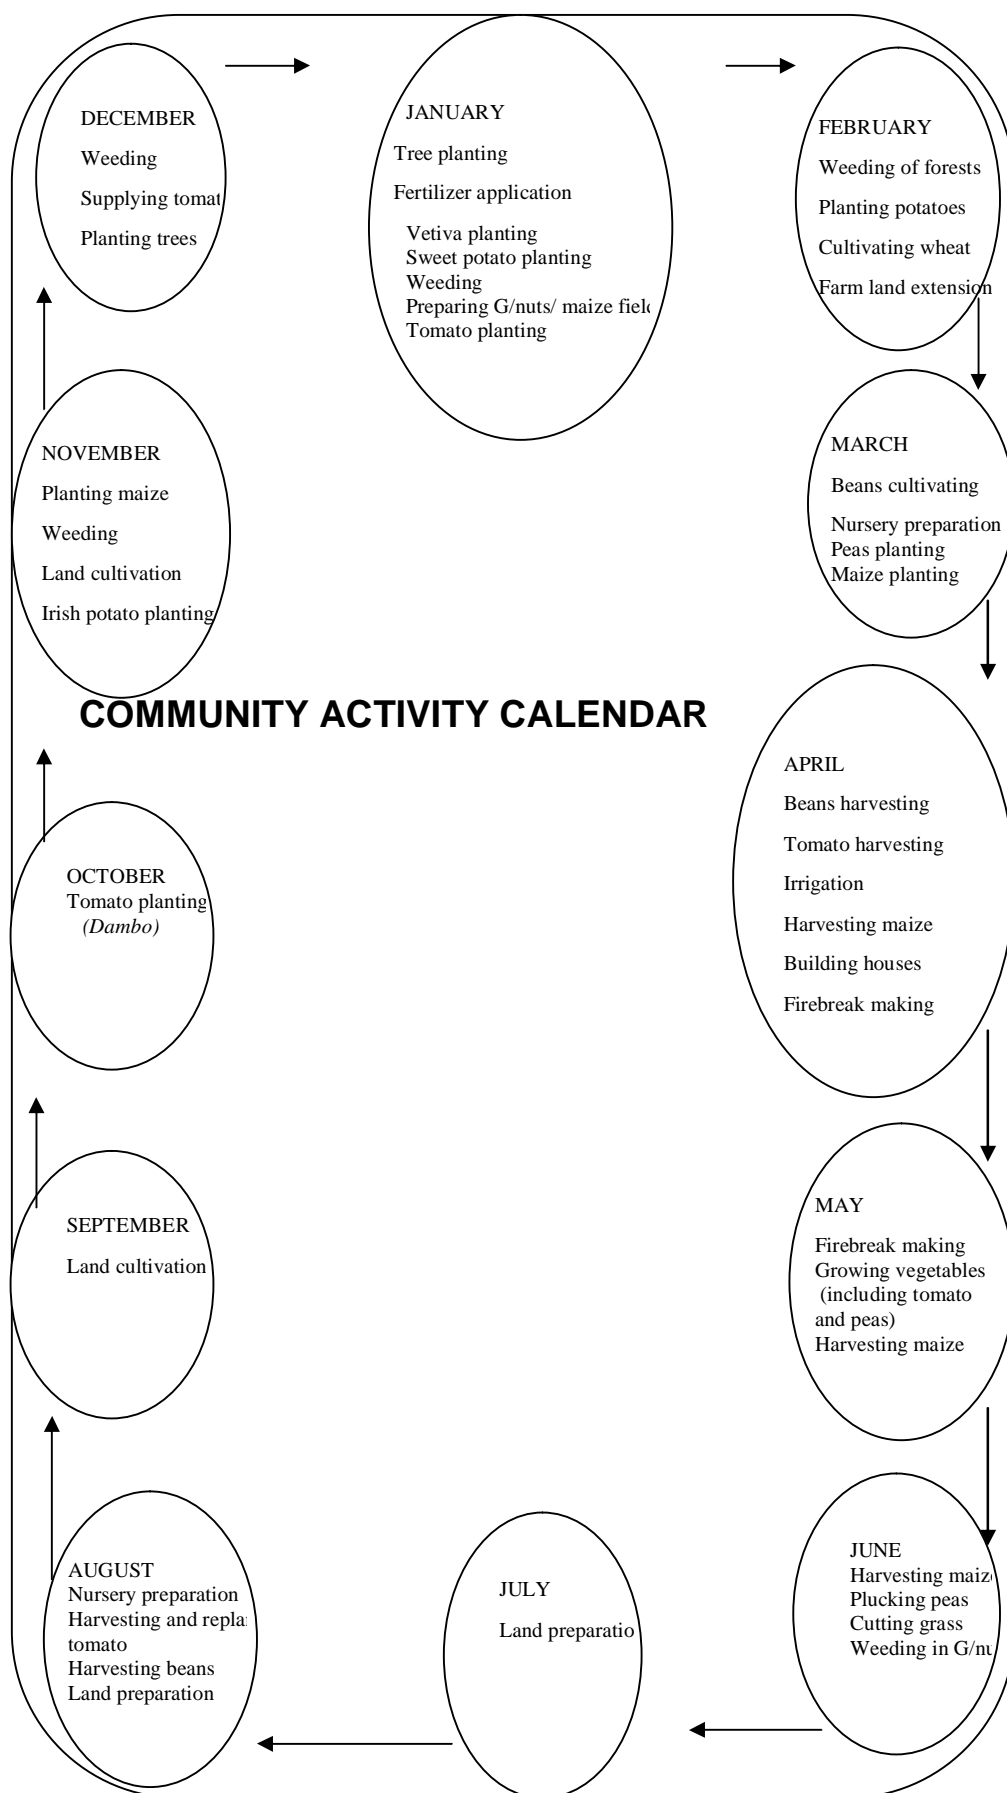 DECEMBER
Weeding
Supplying tomat
Planting trees
JANUARY
Tree planting
Fertilizer application
Vetiva planting
Sweet potato planting
Weeding
Preparing G/nuts/ maize field
Tomato planting
FEBRUARY
Weeding of forests
Planting potatoes
Cultivating wheat
Farm land extension
MARCH
Beans cultivating
Nursery preparation
Peas planting
Maize planting
APRIL
Beans harvesting
Tomato harvesting
Irrigation
Harvesting maize
Building houses
Firebreak making
MAY
Firebreak making
Growing vegetables
(including tomato
and peas)
Harvesting maize
JUNE
Harvesting maize
Plucking peas
Cutting grass
Weeding in G/nu
JULY
Land preparatio
AUGUST
Nursery preparation
Harvesting and repla
tomato
Harvesting beans
Land preparation
SEPTEMBER
Land cultivation
OCTOBER
Tomato planting
(Dambo)
NOVEMBER
Planting maize
Weeding
Land cultivation
Irish potato planting
COMMUNITY ACTIVITY CALENDAR